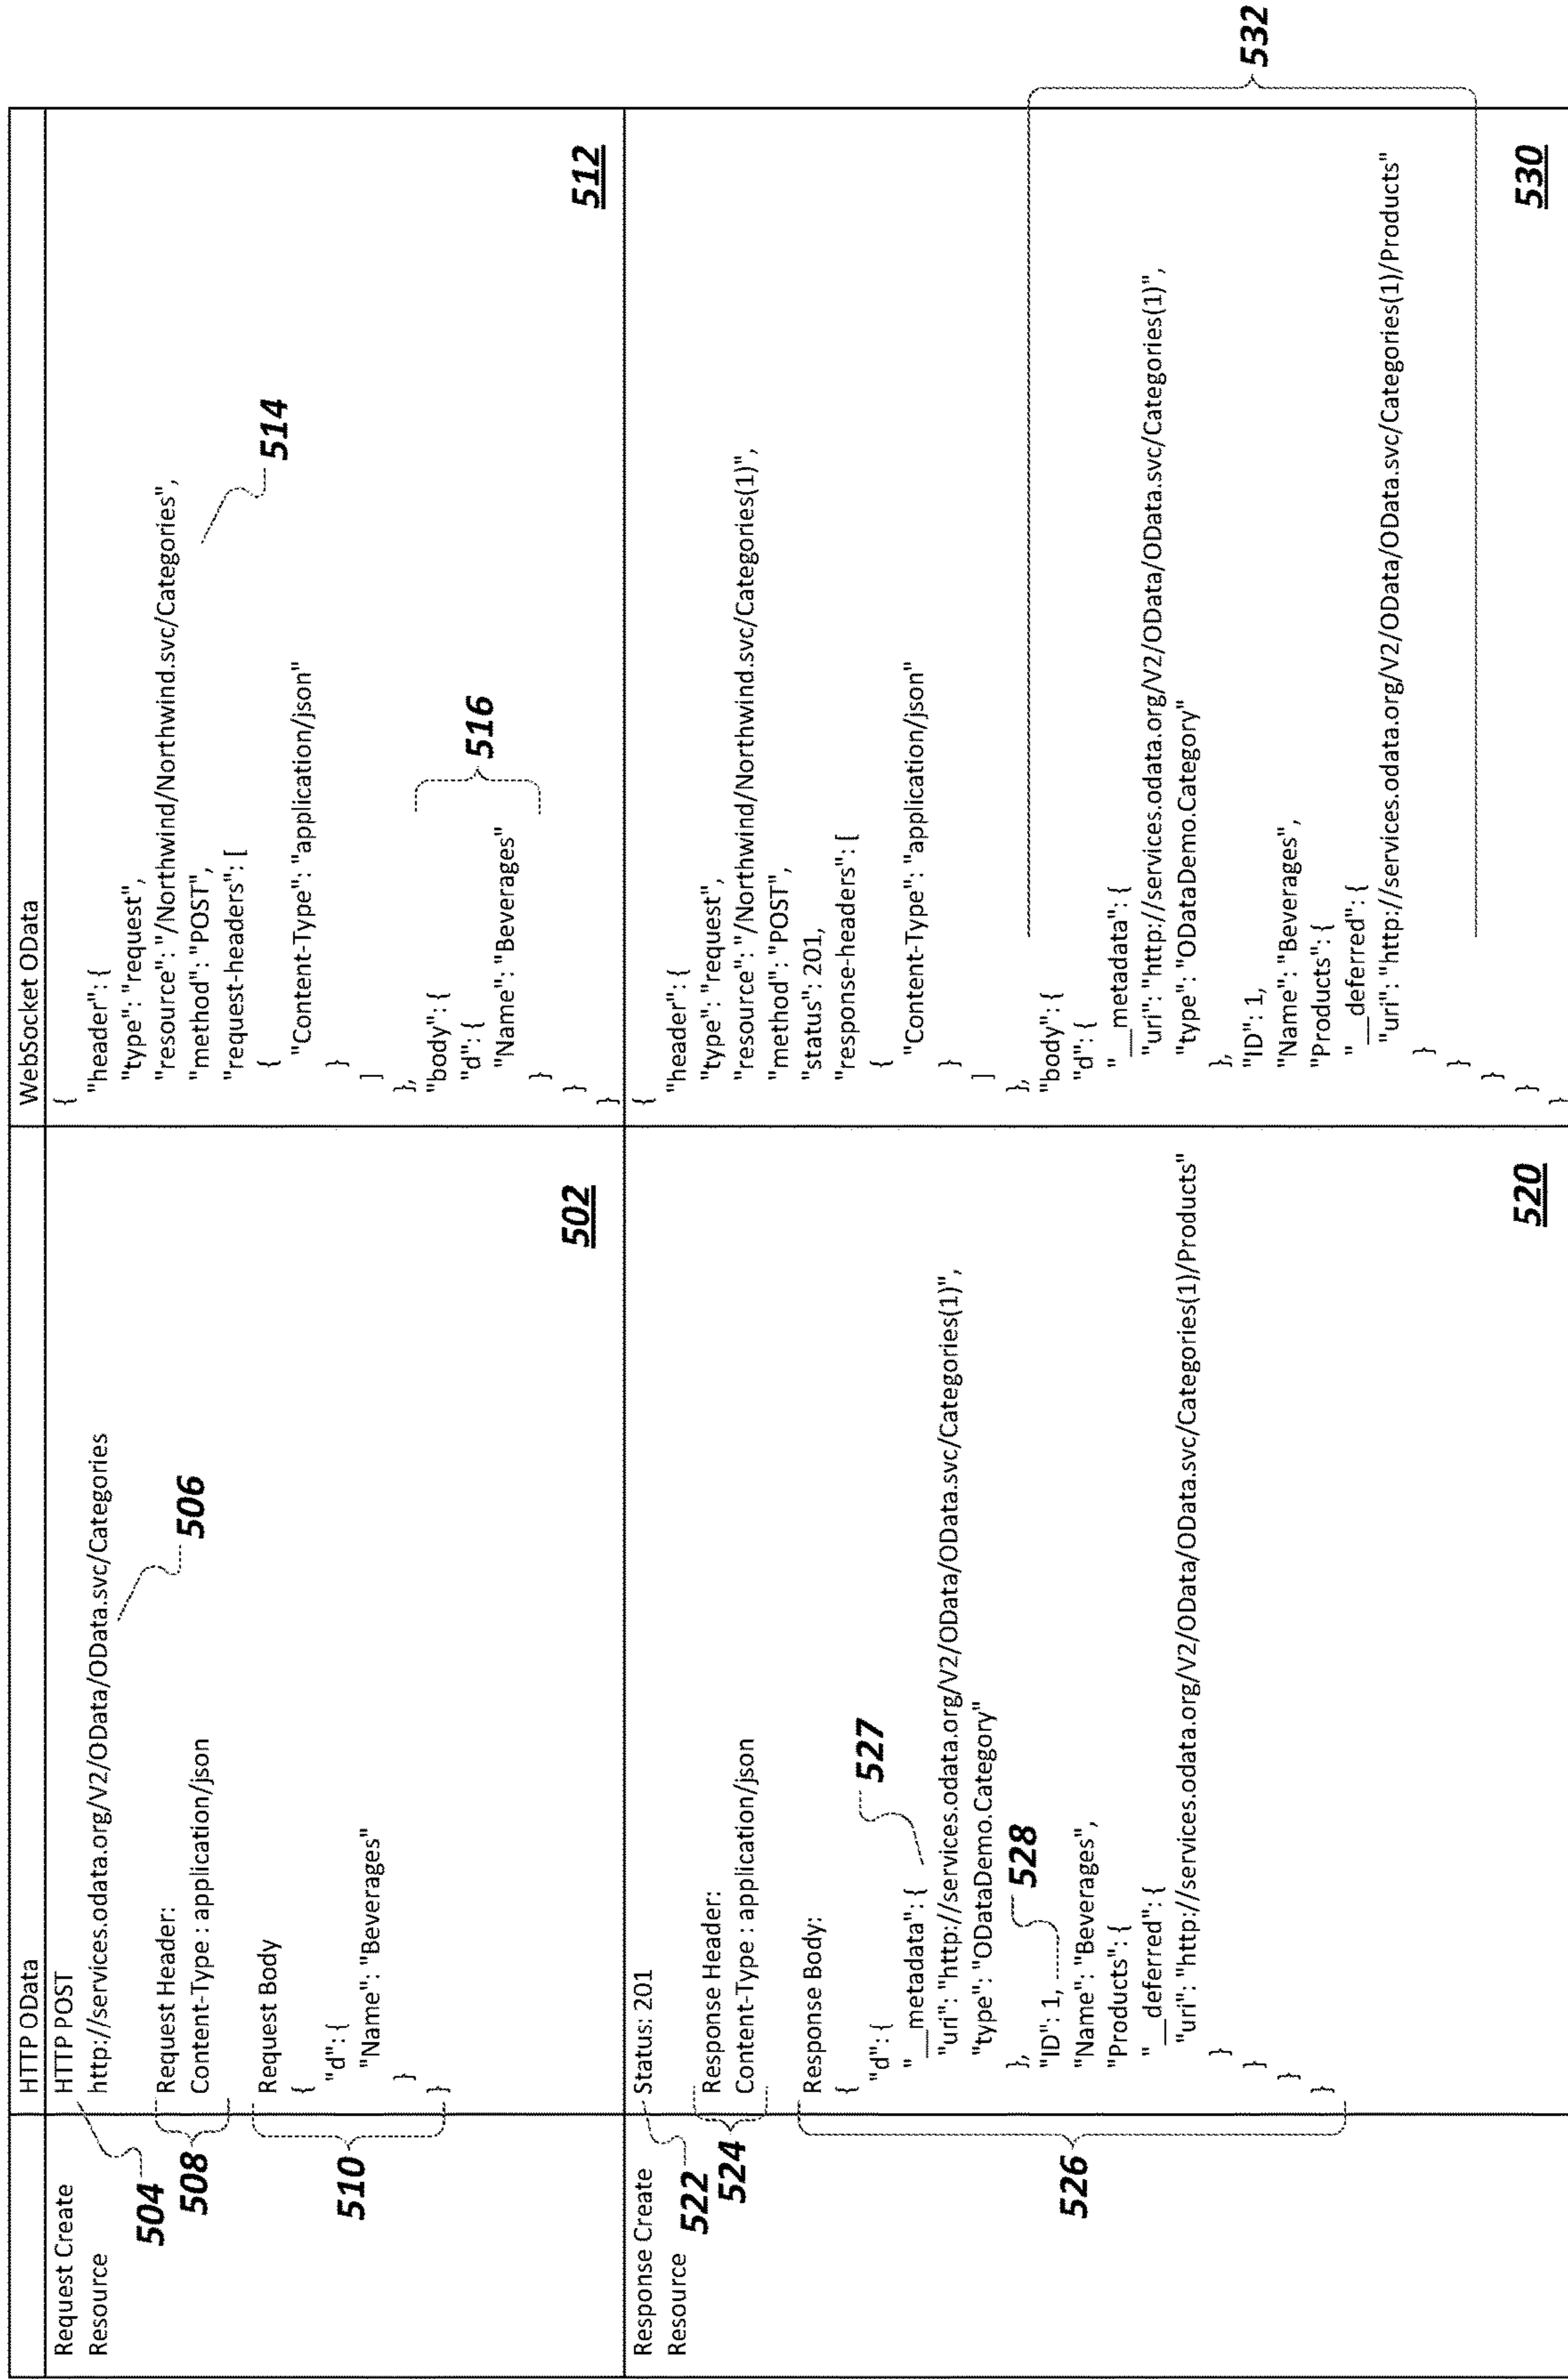 HTTP OData
WebSocket OData
Request Create
Resource
504
508
510
HTTP POST
http://services.odata.org/V2/OData/OData.svc/Categories
506
Request Header:
Content-Type : application/json
Request Body
{
"d": {
"Name": "Beverages"
}
}
502
{
"header": {
"type": "request",
"resource": "/Northwind/Northwind.svc/Categories",
"method": "POST",
514
"request-headers": [
{
"Content-Type": "application/json"
}
]
},
"body": {
"d": {
"Name": "Beverages"
516
}
}
}
512
Response Create
Resource
522
524
526
Status: 201
Response Header:
Content-Type : application/json
Response Body:
{
"d": {
"__metadata": {
527
"uri": "http://services.odata.org/V2/OData/OData.svc/Categories(1)",
"type": "ODataDemo.Category"
},
"ID": 1,
528
"Name": "Beverages",
"Products": {
"__deferred": {
"uri": "http://services.odata.org/V2/OData/OData.svc/Categories(1)/Products"
}
}
}
}
520
{
"header": {
"type": "request",
"resource": "/Northwind/Northwind.svc/Categories(1)",
"method": "POST",
"status": 201,
"response-headers": [
{
"Content-Type": "application/json"
}
]
},
"body": {
"d": {
"__metadata": {
"uri": "http://services.odata.org/V2/OData/OData.svc/Categories(1)",
"type": "ODataDemo.Category"
},
"ID": 1,
"Name": "Beverages",
"Products": {
"__deferred": {
"uri": "http://services.odata.org/V2/OData/OData.svc/Categories(1)/Products"
}
}
}
}
}
532
530